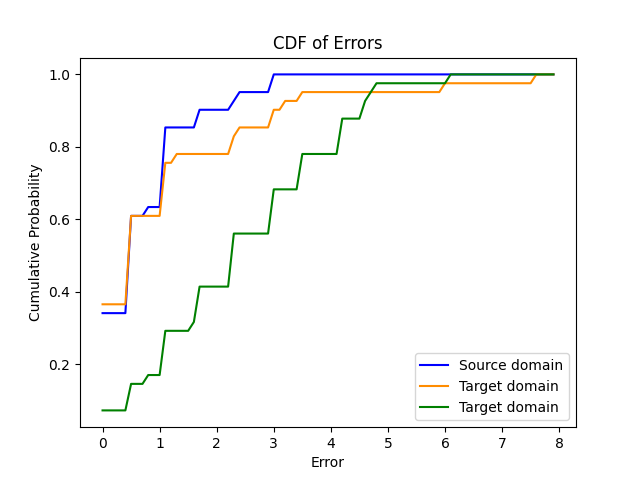 CDF of Errors
1.0
0.8
0.6
0.4
0.2
Cumulative Probability
0 1 2 3 4 5 6 7 8
Error
Source domain
Target domain
Target domain